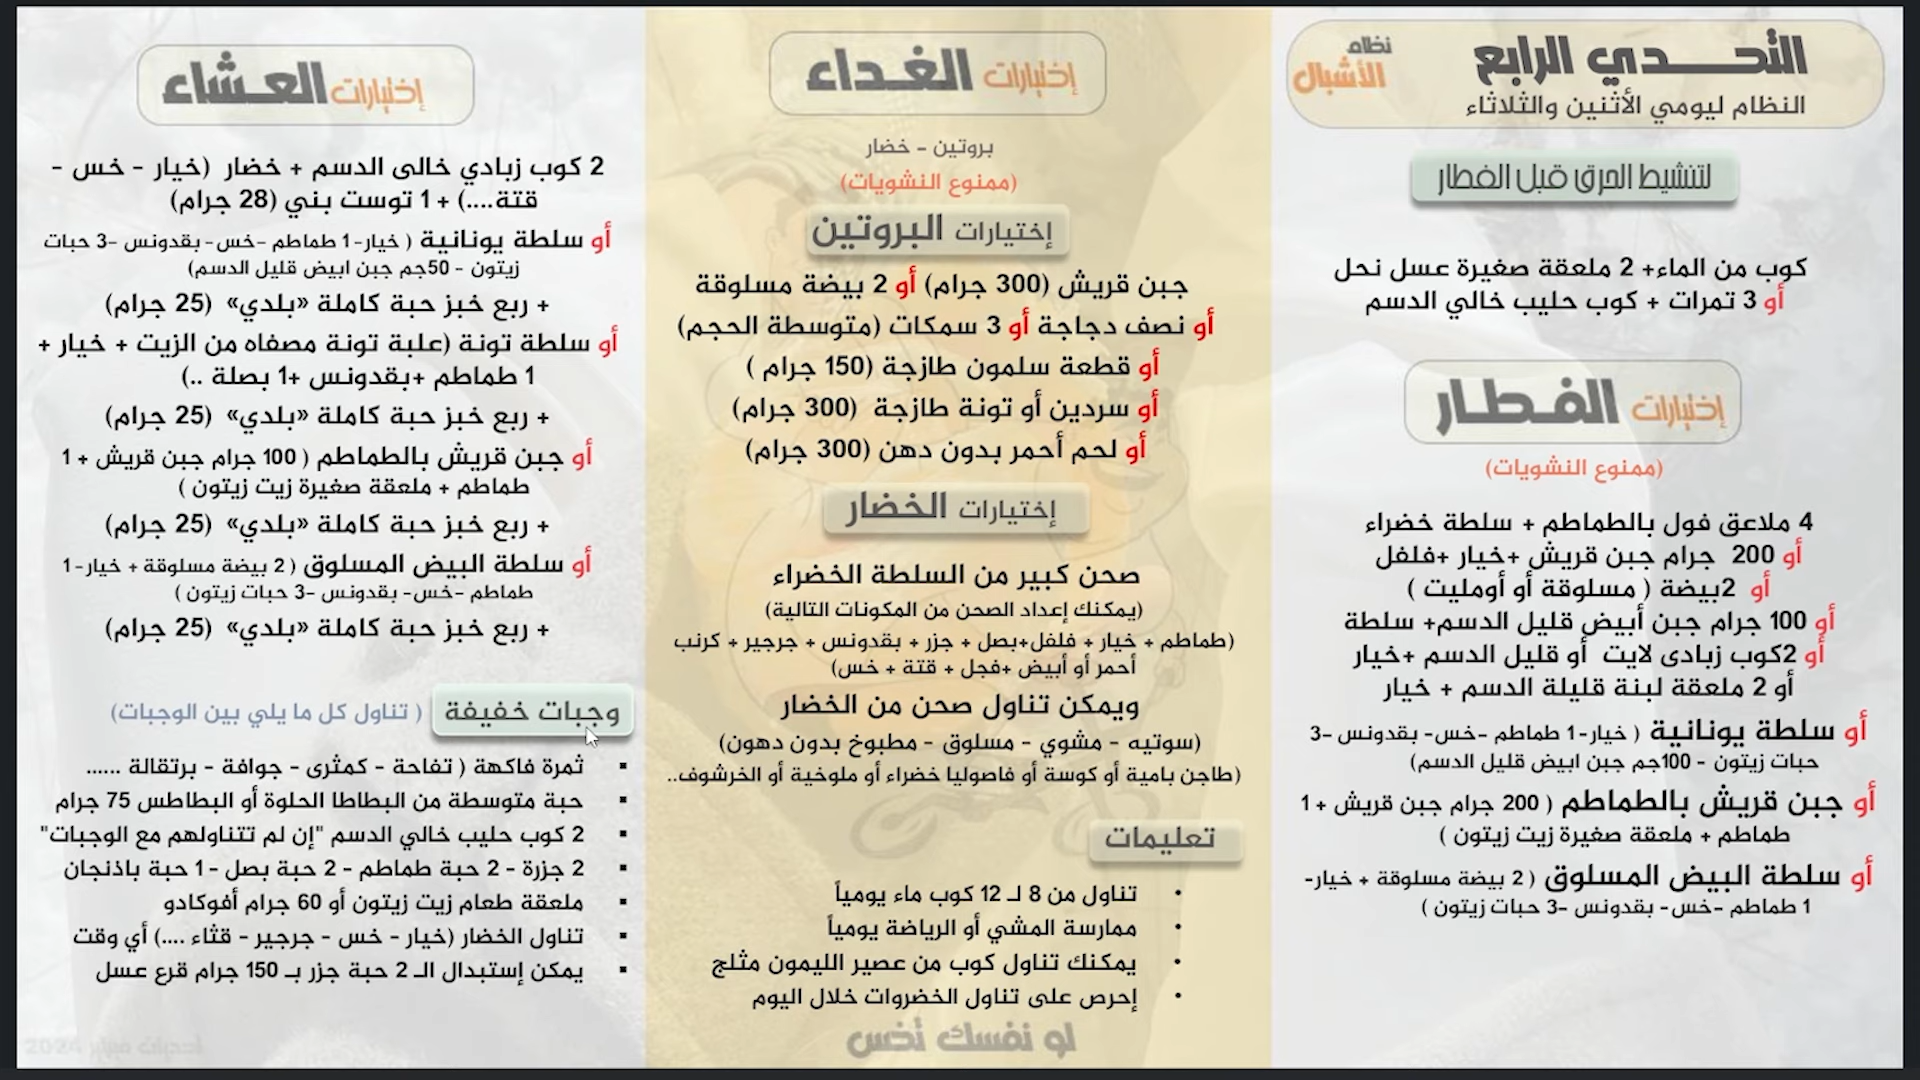 التحدي الرابع
نظام
الأشبال
النظام ليومي الأثنين والثلاثاء
لتنشيط الحرق قبل الفطار
كوب من الماء+ 2 ملعقة صغيرة عسل نحل
أو 3 تمرات + كوب حليب خالي الدسم
إختيارات الفطار
(ممنوع النشويات)
4 ملاعق فول بالطماطم + سلطة خضراء
أو 200 جرام جبن قريش +خيار +فلفل
أو 2بيضة ( مسلوقة أو أومليت )
أو 100 جرام جبن أبيض قليل الدسم+ سلطة
أو 2كوب زبادى لايت أو قليل الدسم +خيار
أو 2 ملعقة لبنة قليلة الدسم + خيار
أو سلطة يونانية ( خيار-1 طماطم -خس- بقدونس -3
حبات زيتون - 100جم جبن ابيض قليل الدسم)
أو جبن قريش بالطماطم ( 200 جرام جبن قريش + 1
طماطم + ملعقة صغيرة زيت زيتون )
أو سلطة البيض المسلوق ( 2 بيضة مسلوقة + خيار-
1 طماطم -خس- بقدونس -3 حبات زيتون )
إختيارات الغداء
بروتين - خضار
(ممنوع النشويات)
إختيارات البروتين
جبن قريش (300 جرام) أو 2 بيضة مسلوقة
أو نصف دجاجة أو 3 سمكات (متوسطة الحجم)
أو قطعة سلمون طازجة (150 جرام )
أو سردين أو تونة طازجة (300 جرام)
أو لحم أحمر بدون دهن (300 جرام)
إختيارات الخضار
صحن كبير من السلطة الخضراء
(يمكنك إعداد الصحن من المكونات التالية)
(طماطم + خيار + فلفل+بصل + جزر + بقدونس + جرجير + كرنب
أحمر أو أبيض +فجل + قتة + خس)
ويمكن تناول صحن من الخضار
(سوتيه - مشوي - مسلوق - مطبوخ بدون دهون)
(طاجن بامية أو كوسة أو فاصوليا خضراء أو ملوخية أو الخرشوف..
تعليمات
• تناول من 8 لـ 12 كوب ماء يومياً
• ممارسة المشي أو الرياضة يومياً
• يمكنك تناول كوب من عصير الليمون مثلج
• إحرص على تناول الخضروات خلال اليوم
لو نفسك تخس
إختيارات العشاء
2 كوب زبادي خالى الدسم + خضار (خيار - خس -
قتة....) + 1 توست بني (28 جرام)
أو سلطة يونانية ( خيار-1 طماطم -خس- بقدونس -3 حبات
زيتون - 50جم جبن ابيض قليل الدسم)
+ ربع خبز حبة كاملة «بلدي» (25 جرام)
أو سلطة تونة (علبة تونة مصفاه من الزيت + خيار +
1 طماطم +بقدونس +1 بصلة ..)
+ ربع خبز حبة كاملة «بلدي» (25 جرام)
أو جبن قريش بالطماطم ( 100 جرام جبن قريش + 1
طماطم + ملعقة صغيرة زيت زيتون )
+ ربع خبز حبة كاملة «بلدي» (25 جرام)
أو سلطة البيض المسلوق ( 2 بيضة مسلوقة + خيار-1
طماطم -خس- بقدونس -3 حبات زيتون )
+ ربع خبز حبة كاملة «بلدي» (25 جرام)
وجبات خفيفة ( تناول كل ما يلي بين الوجبات)
▪ ثمرة فاكهة ( تفاحة - كمثرى - جوافة - برتقالة ......
▪ حبة متوسطة من البطاطا الحلوة أو البطاطس 75 جرام
▪ 2 كوب حليب خالي الدسم "إن لم تتناولهم مع الوجبات"
▪ 2 جزرة - 2 حبة طماطم - 2 حبة بصل - 1 حبة باذنجان
▪ ملعقة طعام زيت زيتون أو 60 جرام أفوكادو
▪ تناول الخضار (خيار - خس - جرجير - قثاء ....) أي وقت
▪ يمكن إستبدال الـ 2 حبة جزر بـ 150 جرام قرع عسل
2024